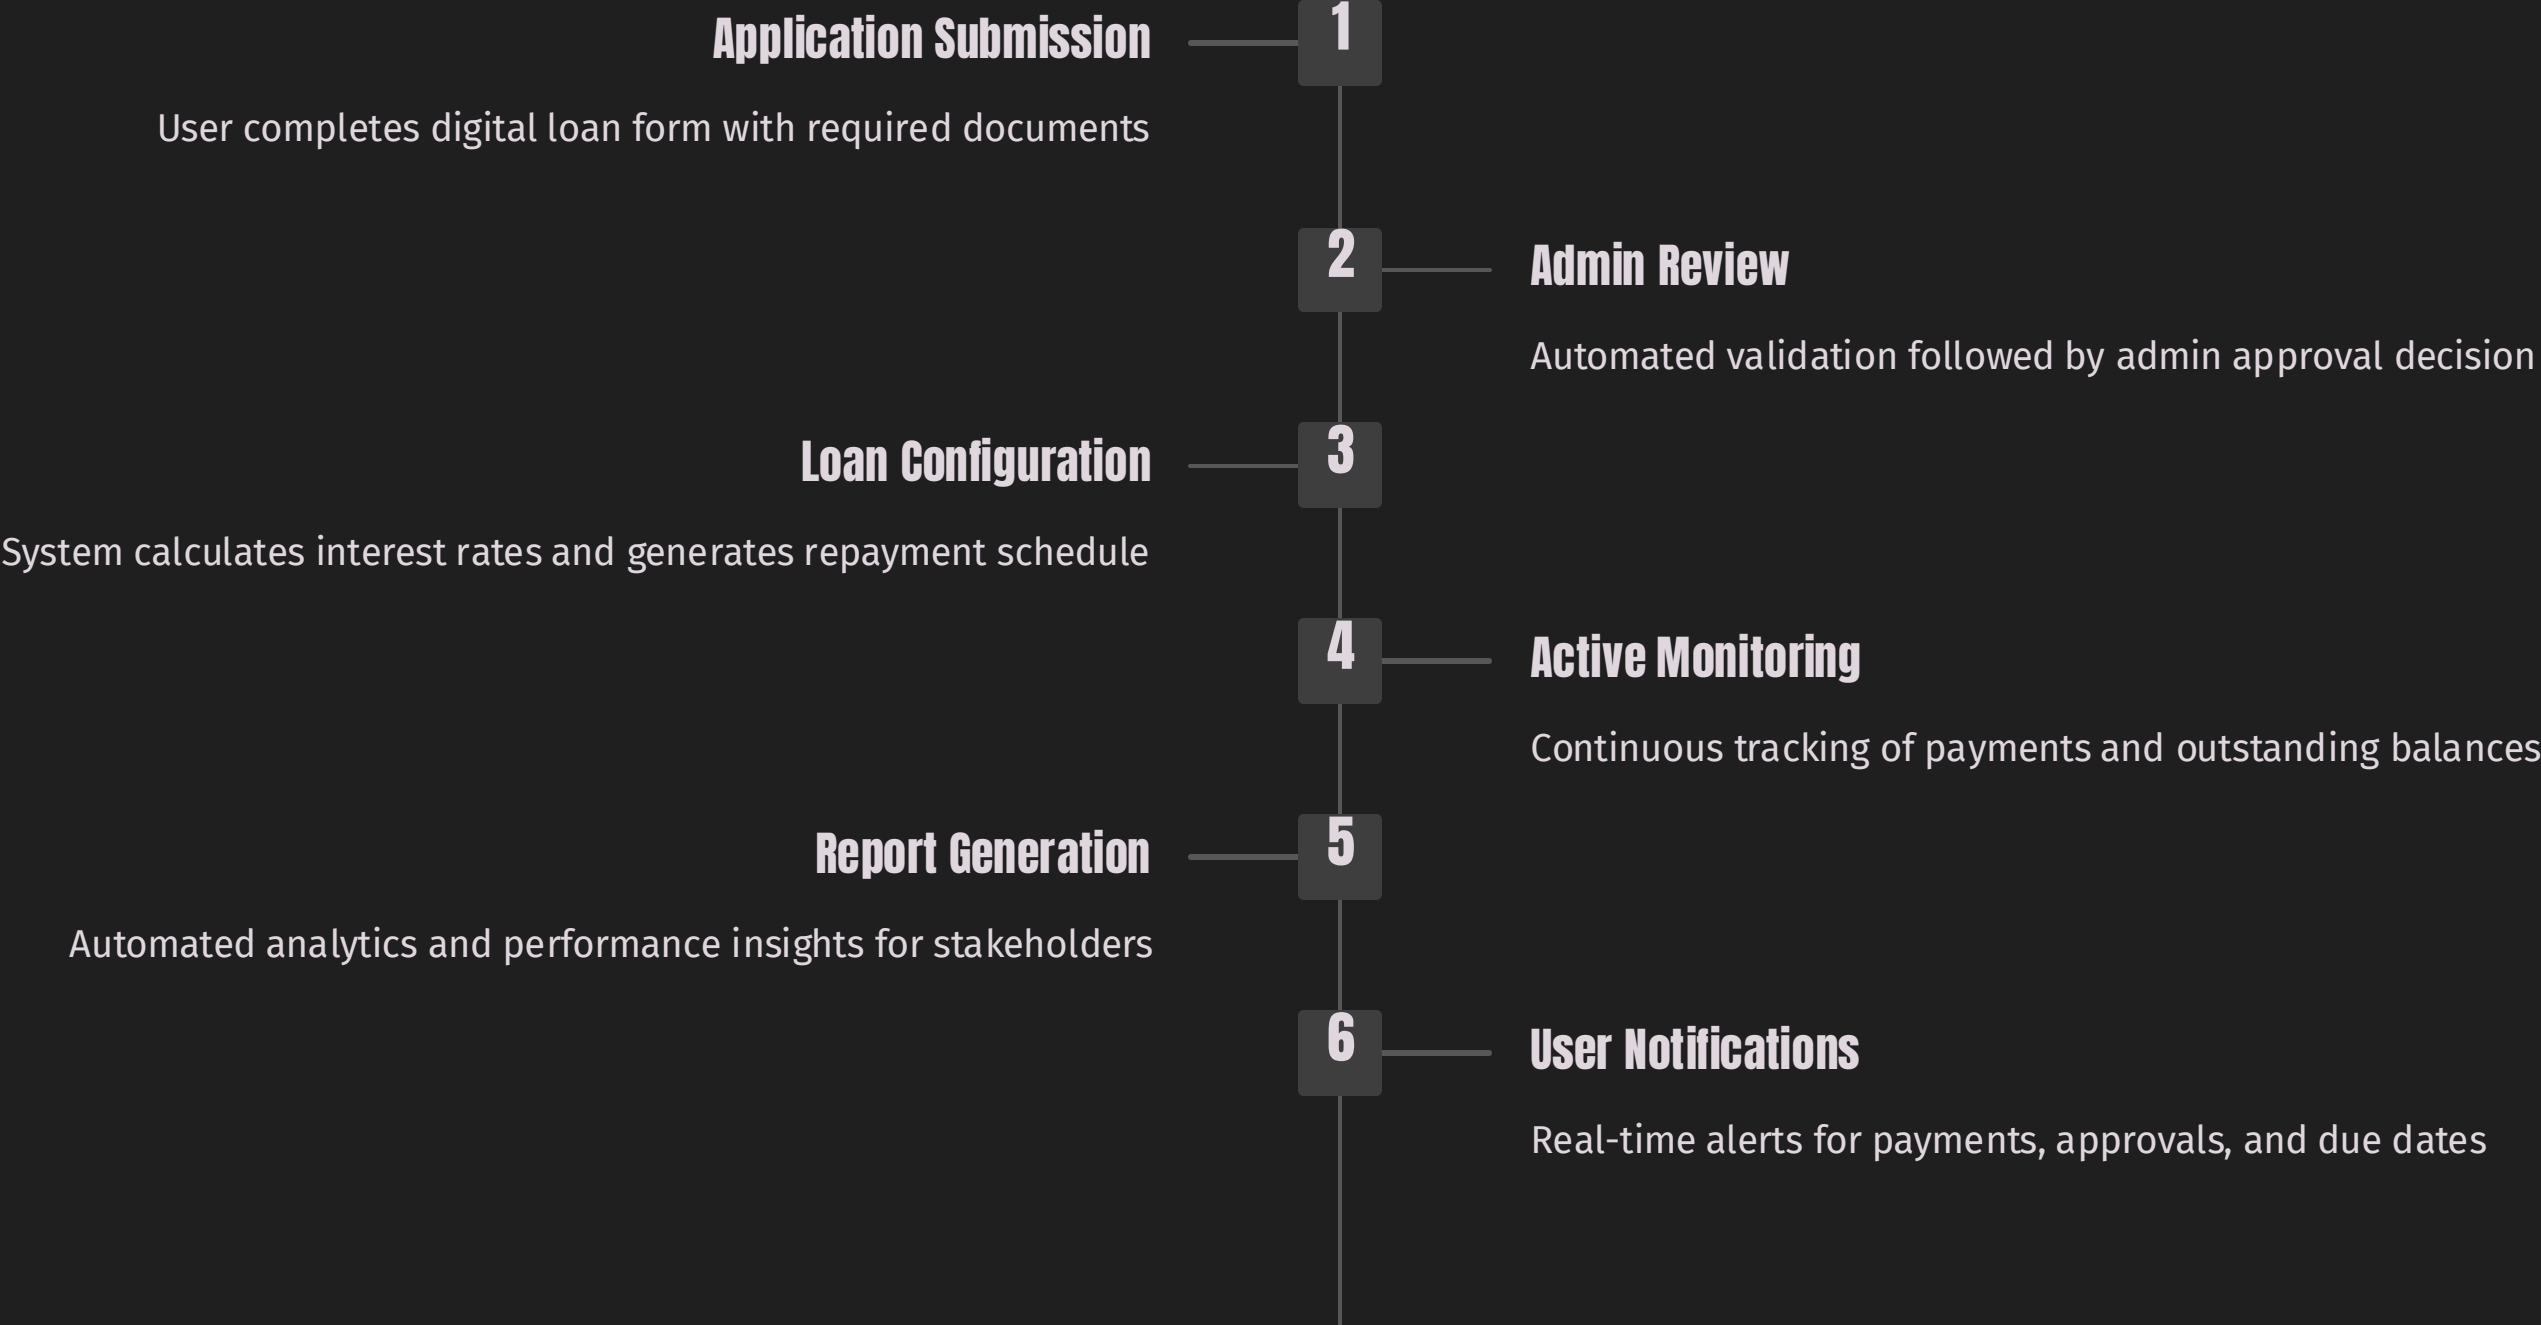 1
Application Submission
User completes digital loan form with required documents
2
Admin Review
Automated validation followed by admin approval decision
3
Loan Configuration
System calculates interest rates and generates repayment schedule
4
Active Monitoring
Continuous tracking of payments and outstanding balances
5
Report Generation
Automated analytics and performance insights for stakeholders
6
User Notifications
Real-time alerts for payments, approvals, and due dates